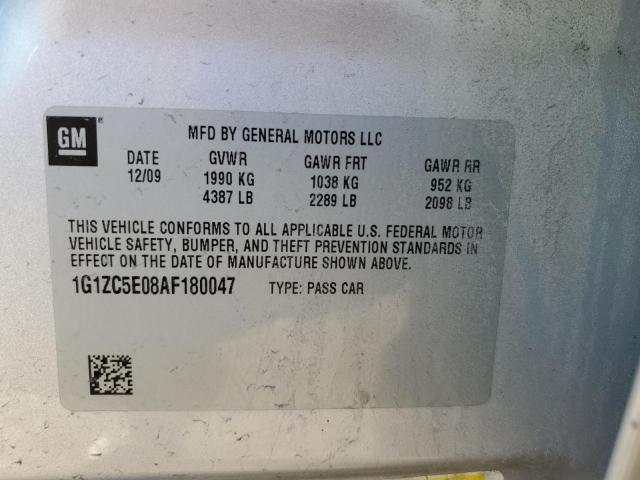 GM ®
MFD BY GENERAL MOTORS LLC
DATE GVWR GAWR FRT GAWR RR
12/09 1990 KG 1038 KG 952 KG
4387 LB 2289 LB 2098 LB
THIS VEHICLE CONFORMS TO ALL APPLICABLE U.S. FEDERAL MOTOR
VEHICLE SAFETY, BUMPER, AND THEFT PREVENTION STANDARDS IN
EFFECT ON THE DATE OF MANUFACTURE SHOWN ABOVE.
1G1ZC5E08AF180047 TYPE: PASS CAR